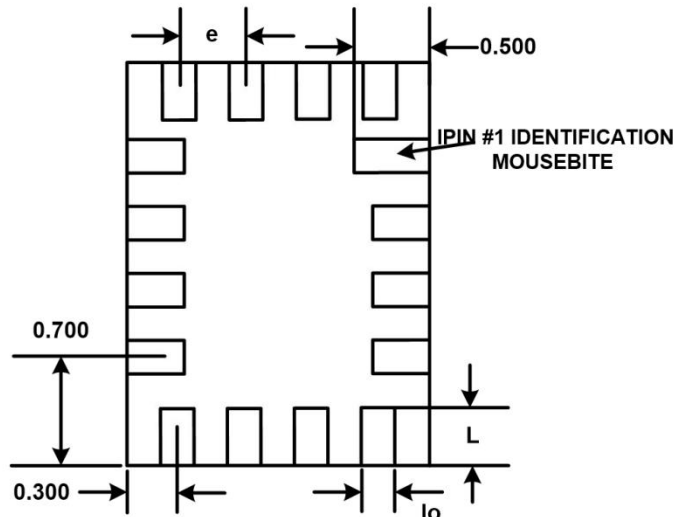 e
0.500
IPIN #1 IDENTIFICATION
MOUSEBITE
0.700
L
0.300
lo